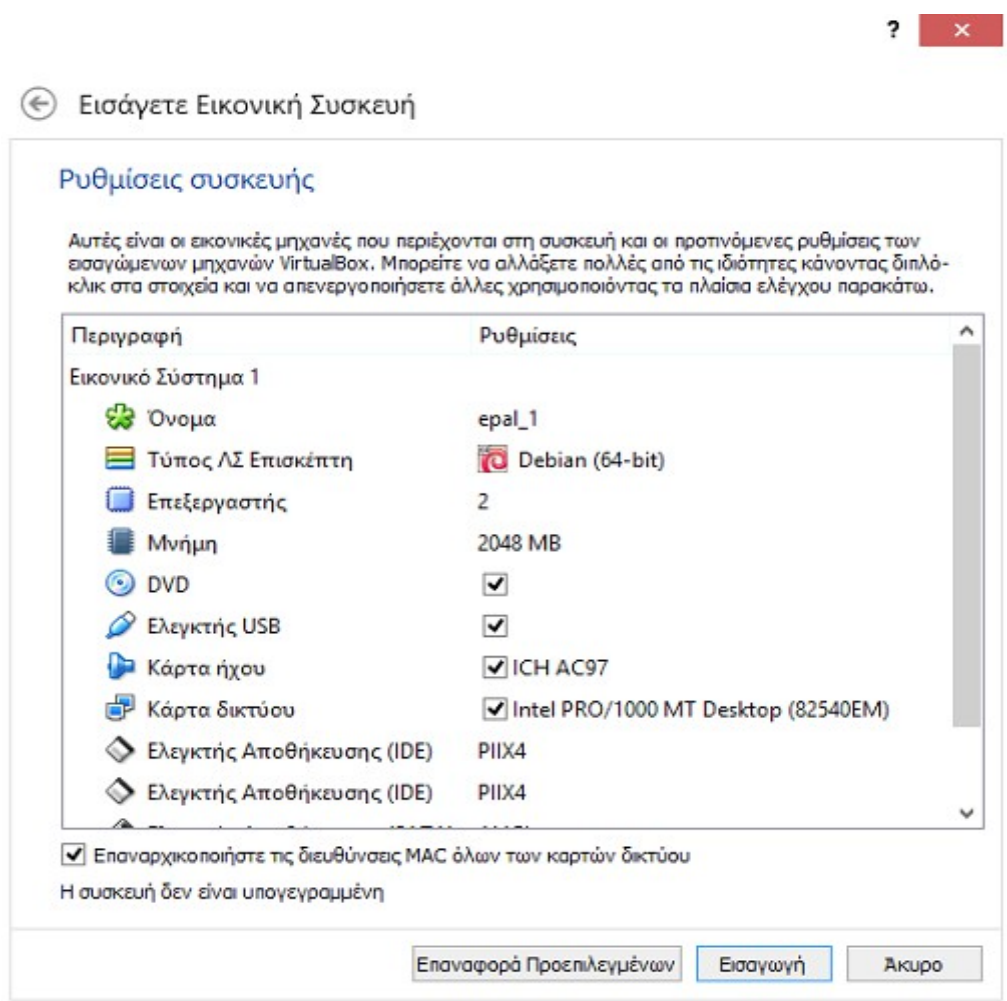 ?
Εισάγετε Εικονική Συσκευή
Ρυθμίσεις συσκευής
Αυτές είναι οι εικονικές μηχανές που περιέχονται στη συσκευή και οι προτινόμενες ρυθμίσεις των
εισαγώμενων μηχανών VirtualBox. Μπορείτε να αλλάξετε πολλές από τις ιδιότητες κάνοντας διπλό-
κλικ στα στοιχεία και να απενεργοποιήσετε άλλες χρησιμοποιόντας τα πλαίσια ελέγχου παρακάτω.
Περιγραφή Ρυθμίσεις
Εικονικό Σύστημα 1
Όνομα epal_1
Τύπος ΛΣ Επισκέπτη Debian (64-bit)
Επεξεργαστής 2
Μνήμη 2048 MB
DVD
Ελεγκτής USB
Κάρτα ήχου ICH AC97
Κάρτα δικτύου Intel PRO/1000 MT Desktop (82540EM)
Ελεγκτής Αποθήκευσης (IDE) PIIX4
Ελεγκτής Αποθήκευσης (IDE) PIIX4
Επαναρχικοποιήστε τις διευθύνσεις MAC όλων των καρτών δικτύου
Η συσκευή δεν είναι υπογεγραμμένη
Επαναφορά Προεπιλεγμένων Εισαγωγή Άκυρο